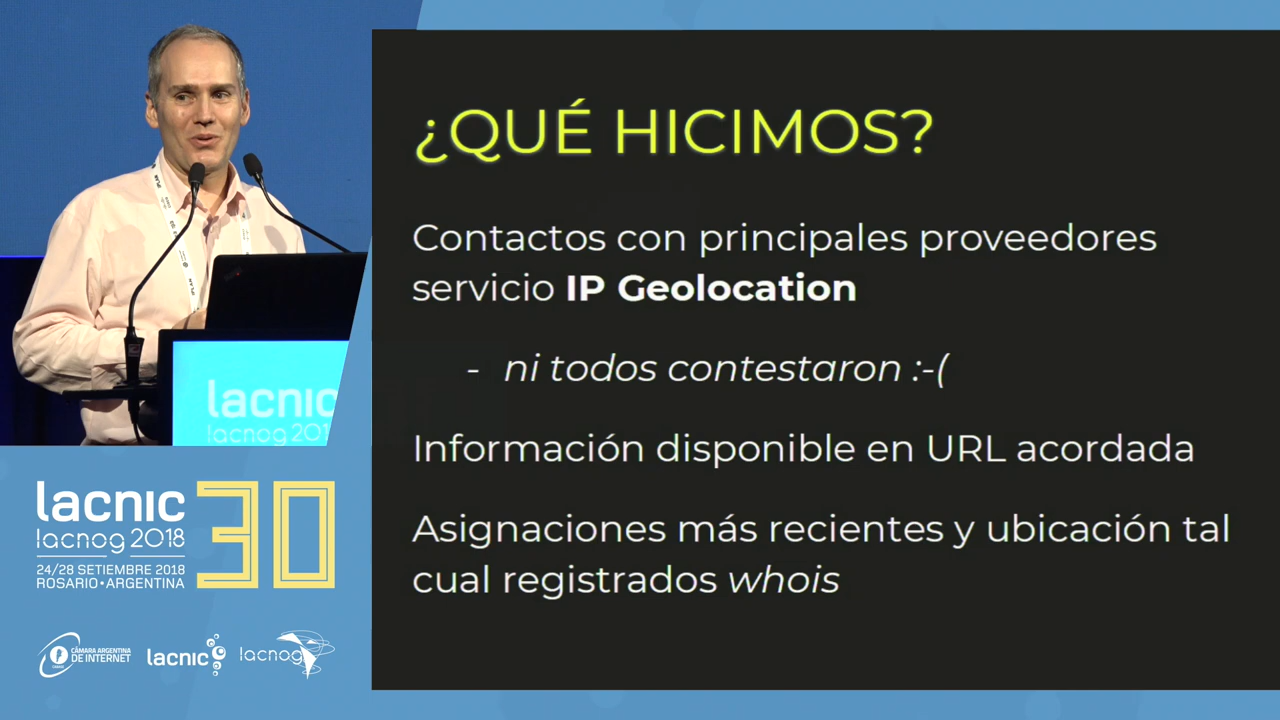 ¿QUÉ HICIMOS?
Contactos con principales proveedores
servicio IP Geolocation
- ni todos contestaron :-(
Información disponible en URL acordada
Asignaciones más recientes y ubicación tal
cual registrados whois
lacnic
lacnog 201
lacnic 30
lacnog 2018
24/28 SETIEMBRE 2018
ROSARIO•ARGENTINA
CÁMARA ARGENTINA
DE INTERNET
lacnic
lacnog